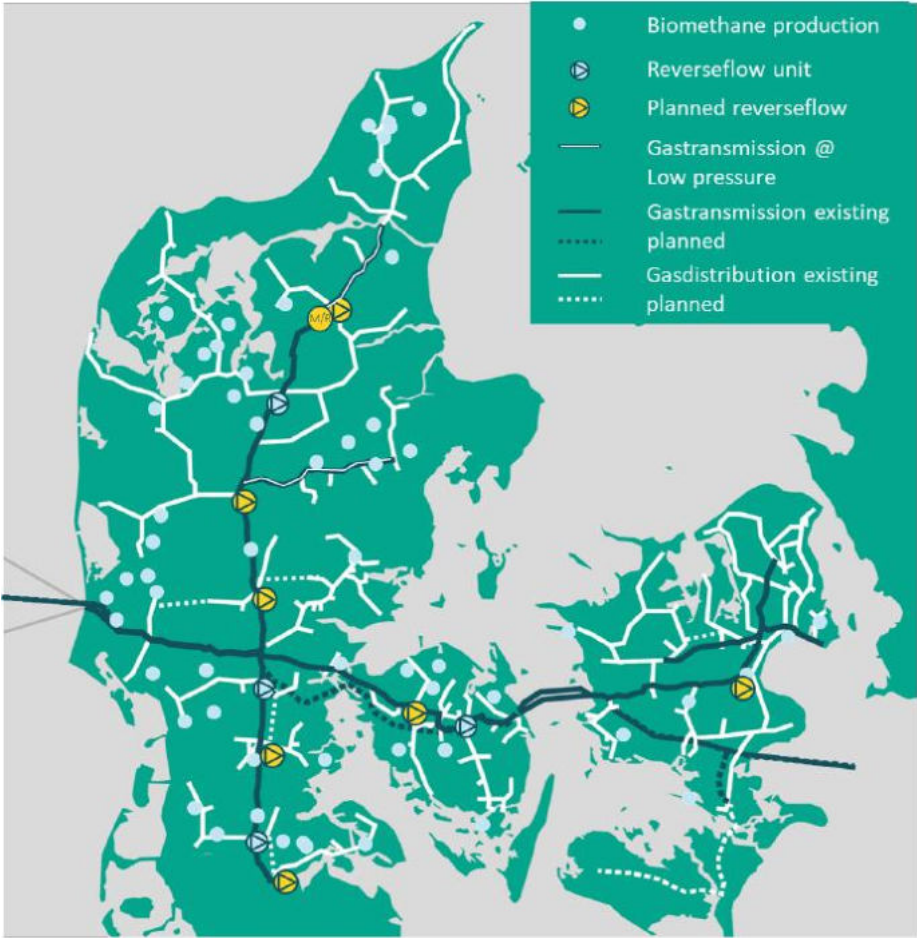 Biomethane production
Reverseflow unit
Planned reverseflow
Gastransmission @
Low pressure
Gastransmission existing
planned
Gasdistribution existing
planned
M/R